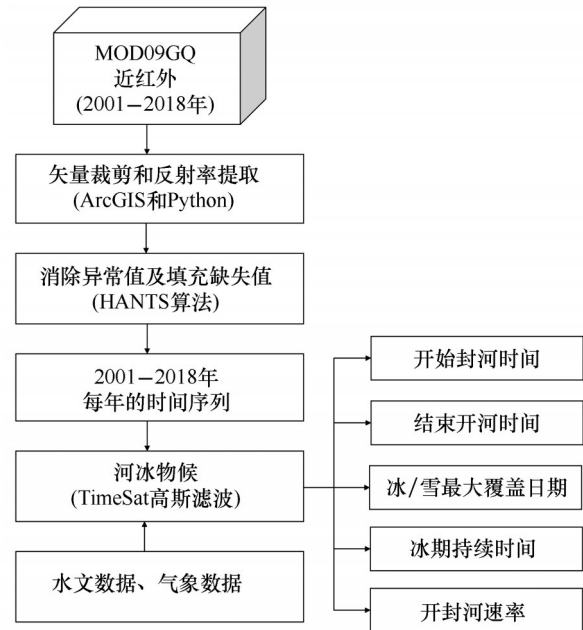 MOD09GQ
近红外
(2001—2018年)
矢量裁剪和反射率提取
(ArcGIS和Python)
消除异常值及填充缺失值
(HANTS算法)
2001—2018年
每年的时间序列
河冰物候
(TimeSat高斯滤波)
水文数据、气象数据
开始封河时间
结束开河时间
冰/雪最大覆盖日期
冰期持续时间
开封河速率